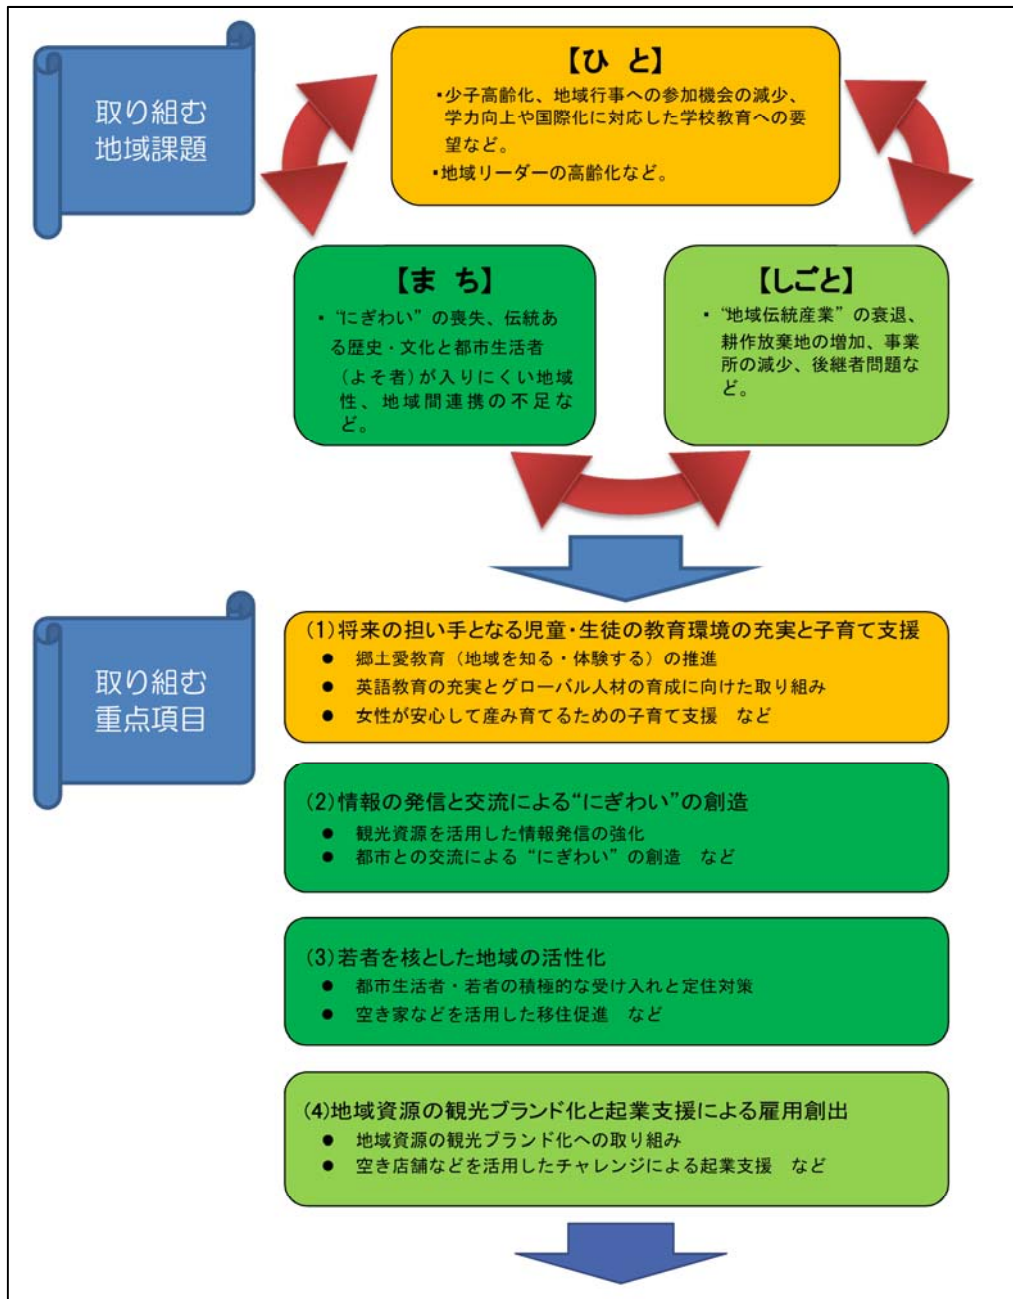 取り組む
地域課題
【ひ と】
▪少子高齢化、地域行事への参加機会の減少、
学力向上や国際化に対応した学校教育への要
望など。
▪地域リーダーの高齢化など。
【ま ち】
▪ “にぎわい” の喪失、伝統あ
る歴史・文化と都市生活者
(よそ者)が入りにくい地域
性、地域間連携の不足な
ど。
【しごと】
▪ “地域伝統産業” の衰退、
耕作放棄地の増加、事業
所の減少、後継者問題な
ど。
取り組む
重点項目
(1)将来の担い手となる児童・生徒の教育環境の充実と子育て支援
● 郷土愛教育（地域を知る・体験する）の推進
● 英語教育の充実とグローバル人材の育成に向けた取り組み
● 女性が安心して産み育てるための子育て支援 など
(2)情報の発信と交流による“にぎわい”の創造
● 観光資源を活用した情報発信の強化
● 都市との交流による “にぎわい” の創造 など
(3)若者を核とした地域の活性化
● 都市生活者・若者の積極的な受け入れと定住対策
● 空き家などを活用した移住促進 など
(4)地域資源の観光ブランド化と起業支援による雇用創出
● 地域資源の観光ブランド化への取り組み
● 空き店舗などを活用したチャレンジによる起業支援 など